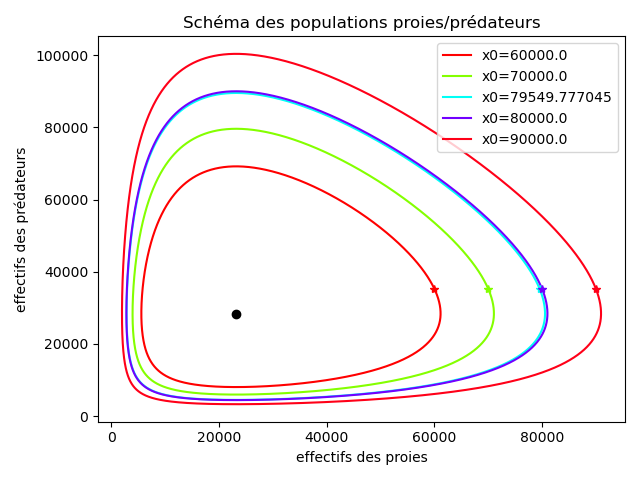 Schéma des populations proies/prédateurs
effectifs des prédateurs
100000
80000
60000
40000
20000
0
x0=60000.0
x0=70000.0
x0=79549.777045
x0=80000.0
x0=90000.0
0 20000 40000 60000 80000
effectifs des proies